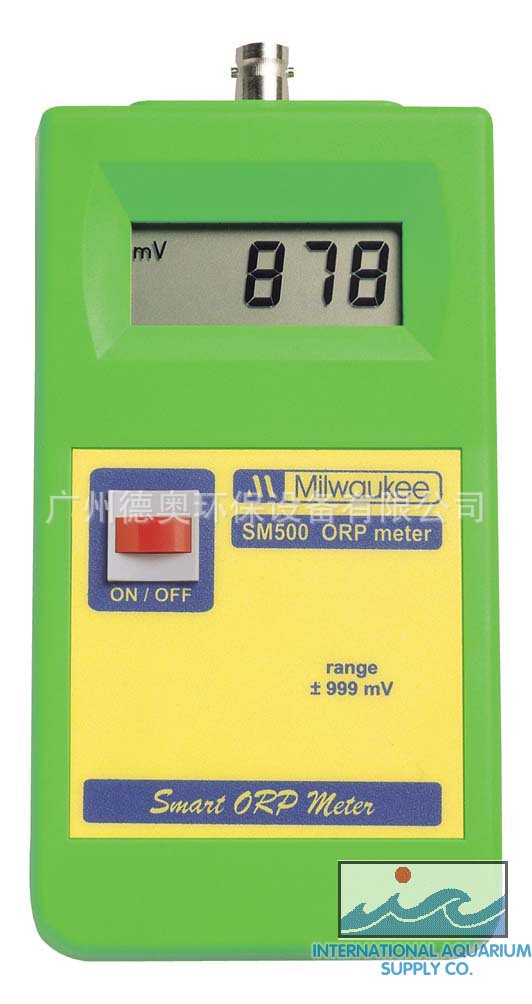 mV 878
Milwaukee
广州德奥环保设备有限公司
SM500 ORP meter
ON / OFF
range
± 999 mV
Smart ORP Meter
INTERNATIONAL AQUARIUM
SUPPLY CO.